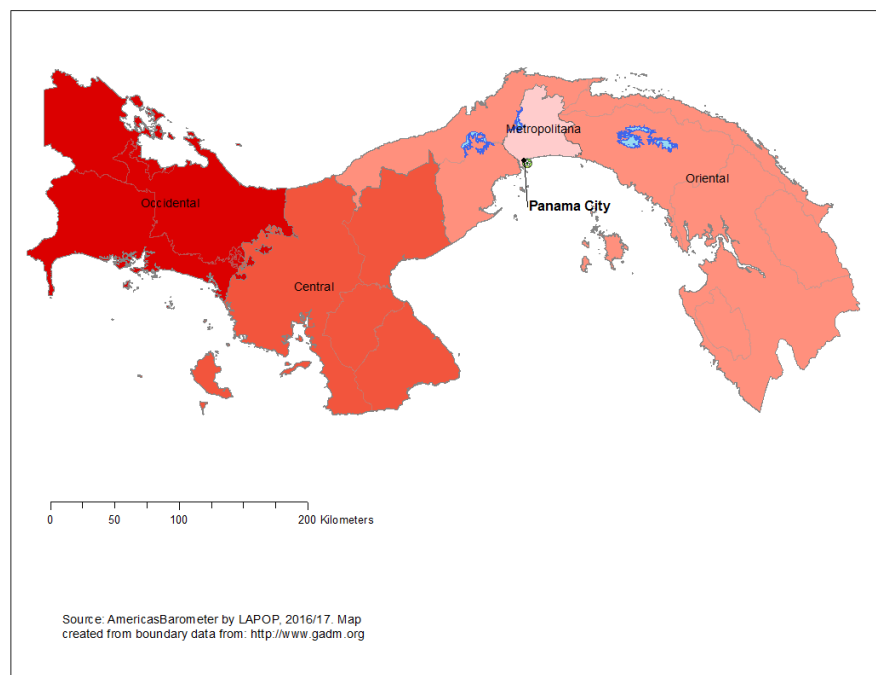 Metropolitana
Oriental
Occidental
Panama City
Central
0 50 100 200 Kilometers
Source: AmericasBarometer by LAPOP, 2016/17. Map
created from boundary data from: http://www.gadm.org